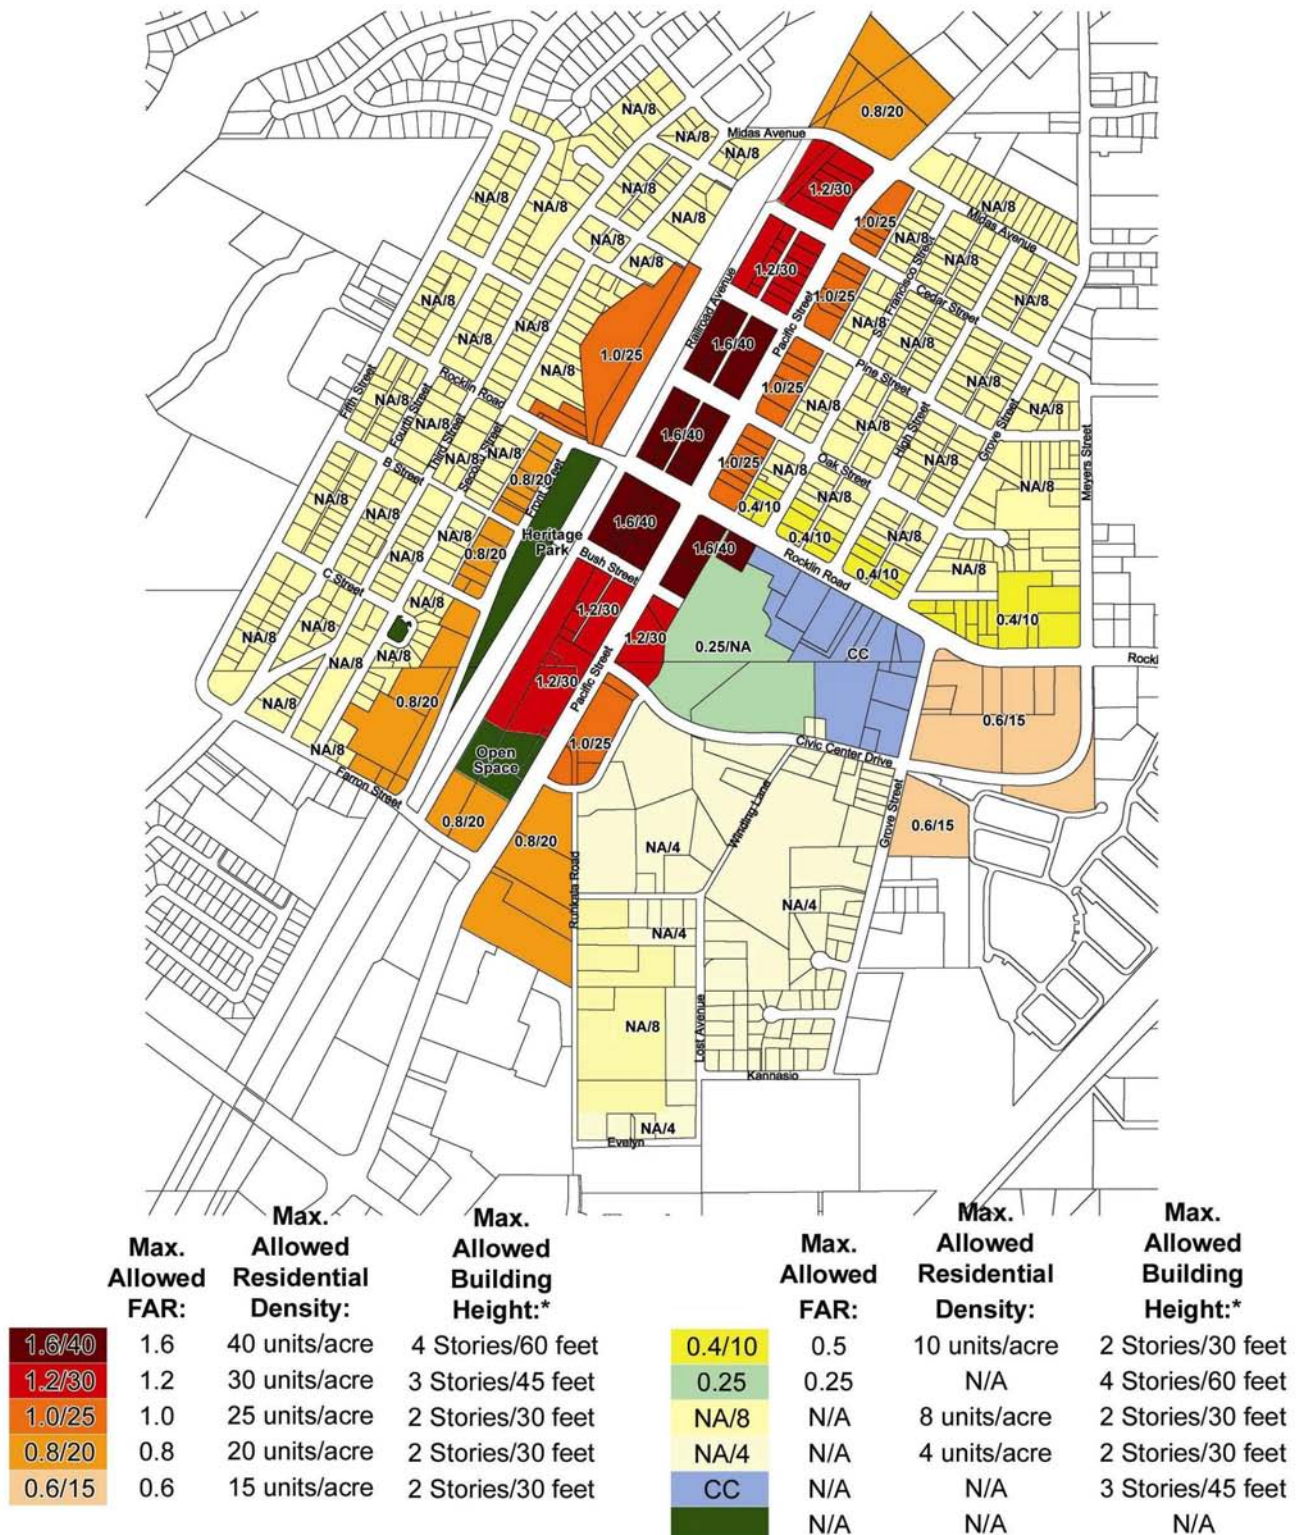 NA/8
NA/8
Midas Avenue
NA/8
0.8/20
NA/8
NA/8
NA/8
NA/8
1.2/30
NA/8
Midas Avenue
1.0/25
NA/8
NA/8
NA/8
NA/8
1.2/30
Railroad Avenue
Pacific Street
1.0/25
San Francisco Street
Cedar Street
NA/8
NA/8
NA/8
NA/8
1.6/40
NA/8
NA/8
1.0/25
NA/8
Pine Street
NA/8
1.0/25
Rocklin Road
Fifth Street
NA/8
Fourth Street
NA/8
Third Street
Second Street
NA/8
NA/8
1.6/40
NA/8
High Street
Grove Street
NA/8
Meyers Street
B Street
1.0/25
NA/8
Oak Street
NA/8
NA/8
NA/8
NA/8
0.8/20
Front Street
0.4/10
NA/8
NA/8
1.6/40
0.4/10
NA/8
Heritage
Park
0.8/20
NA/8
1.6/40
Rocklin Road
0.4/10
NA/8
Bush Street
C Street
NA/8
NA/8
NA/8
NA/8
NA/8
1.2/30
1.2/30
0.25/NA
CC
0.4/10
NA/8
NA/8
0.8/20
1.2/30
Pacific Street
0.6/15
NA/8
Open
Space
1.0/25
Civic Center Drive
Farron Street
Winding Lane
Grove Street
0.8/20
0.8/20
0.6/15
NA/4
Ruhkala Road
NA/4
NA/4
NA/8
Lost Avenue
Kannasio
NA/4
Evelyn
Max. Allowed FAR:
Max. Allowed Residential Density:
Max. Allowed Building Height:*
1.6/40 1.6 40 units/acre 4 Stories/60 feet
1.2/30 1.2 30 units/acre 3 Stories/45 feet
1.0/25 1.0 25 units/acre 2 Stories/30 feet
0.8/20 0.8 20 units/acre 2 Stories/30 feet
0.6/15 0.6 15 units/acre 2 Stories/30 feet
Max. Allowed FAR:
Max. Allowed Residential Density:
Max. Allowed Building Height:*
0.4/10 0.5 10 units/acre 2 Stories/30 feet
0.25 0.25 N/A 4 Stories/60 feet
NA/8 N/A 8 units/acre 2 Stories/30 feet
NA/4 N/A 4 units/acre 2 Stories/30 feet
CC N/A N/A 3 Stories/45 feet
N/A N/A N/A